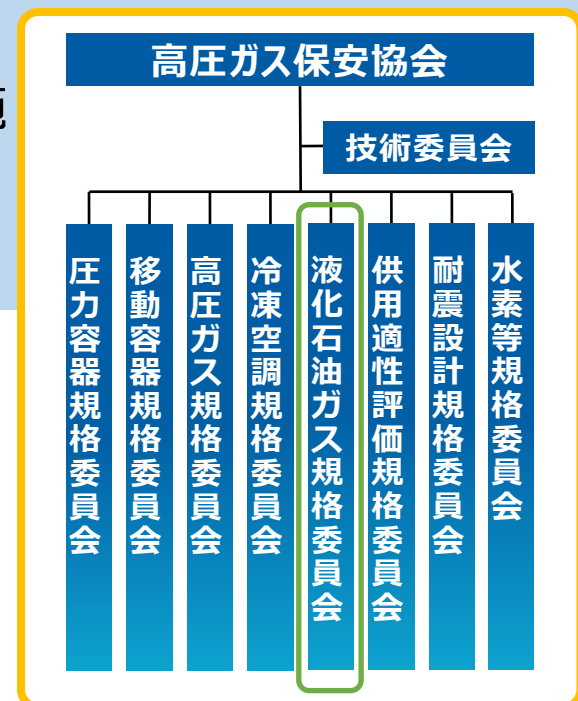 高圧ガス保安協会
技術委員会
圧力容器規格委員会
移動容器規格委員会
高圧ガス規格委員会
冷凍空調規格委員会
液化石油ガス規格委員会
供用適性評価規格委員会
耐震設計規格委員会
水素等規格委員会